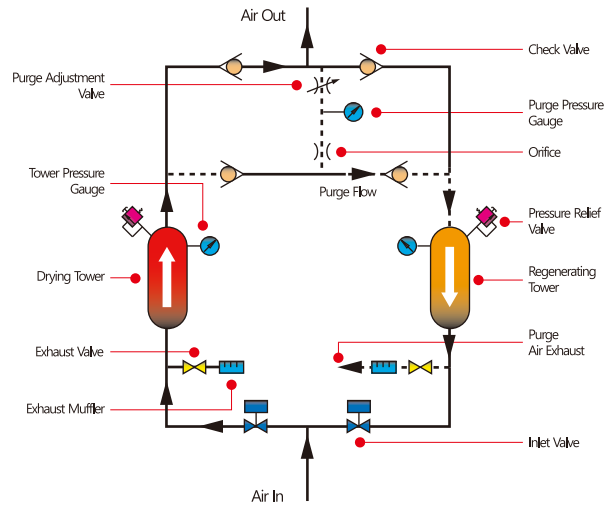 Air Out
Check Valve
Purge Adjustment
Valve
Purge Pressure
Gauge
Orifice
Tower Pressure
Gauge
Purge Flow
Pressure Relief
Valve
Drying Tower
Regenerating
Tower
Exhaust Valve
Purge
Air Exhaust
Exhaust Muffler
Inlet Valve
Air In